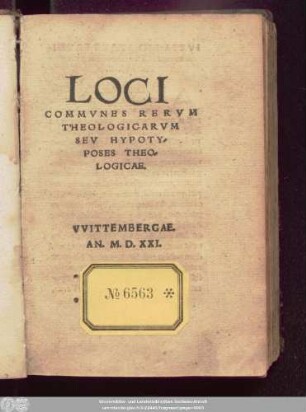 LOCI
COMMVNES RERVM
THEOLOGICARVM
SEV HYPOTY-
POSES THEO-
LOGICAE.
VVITTEMBERGAE.
AN. M. D. XXI.
№ 6563 *